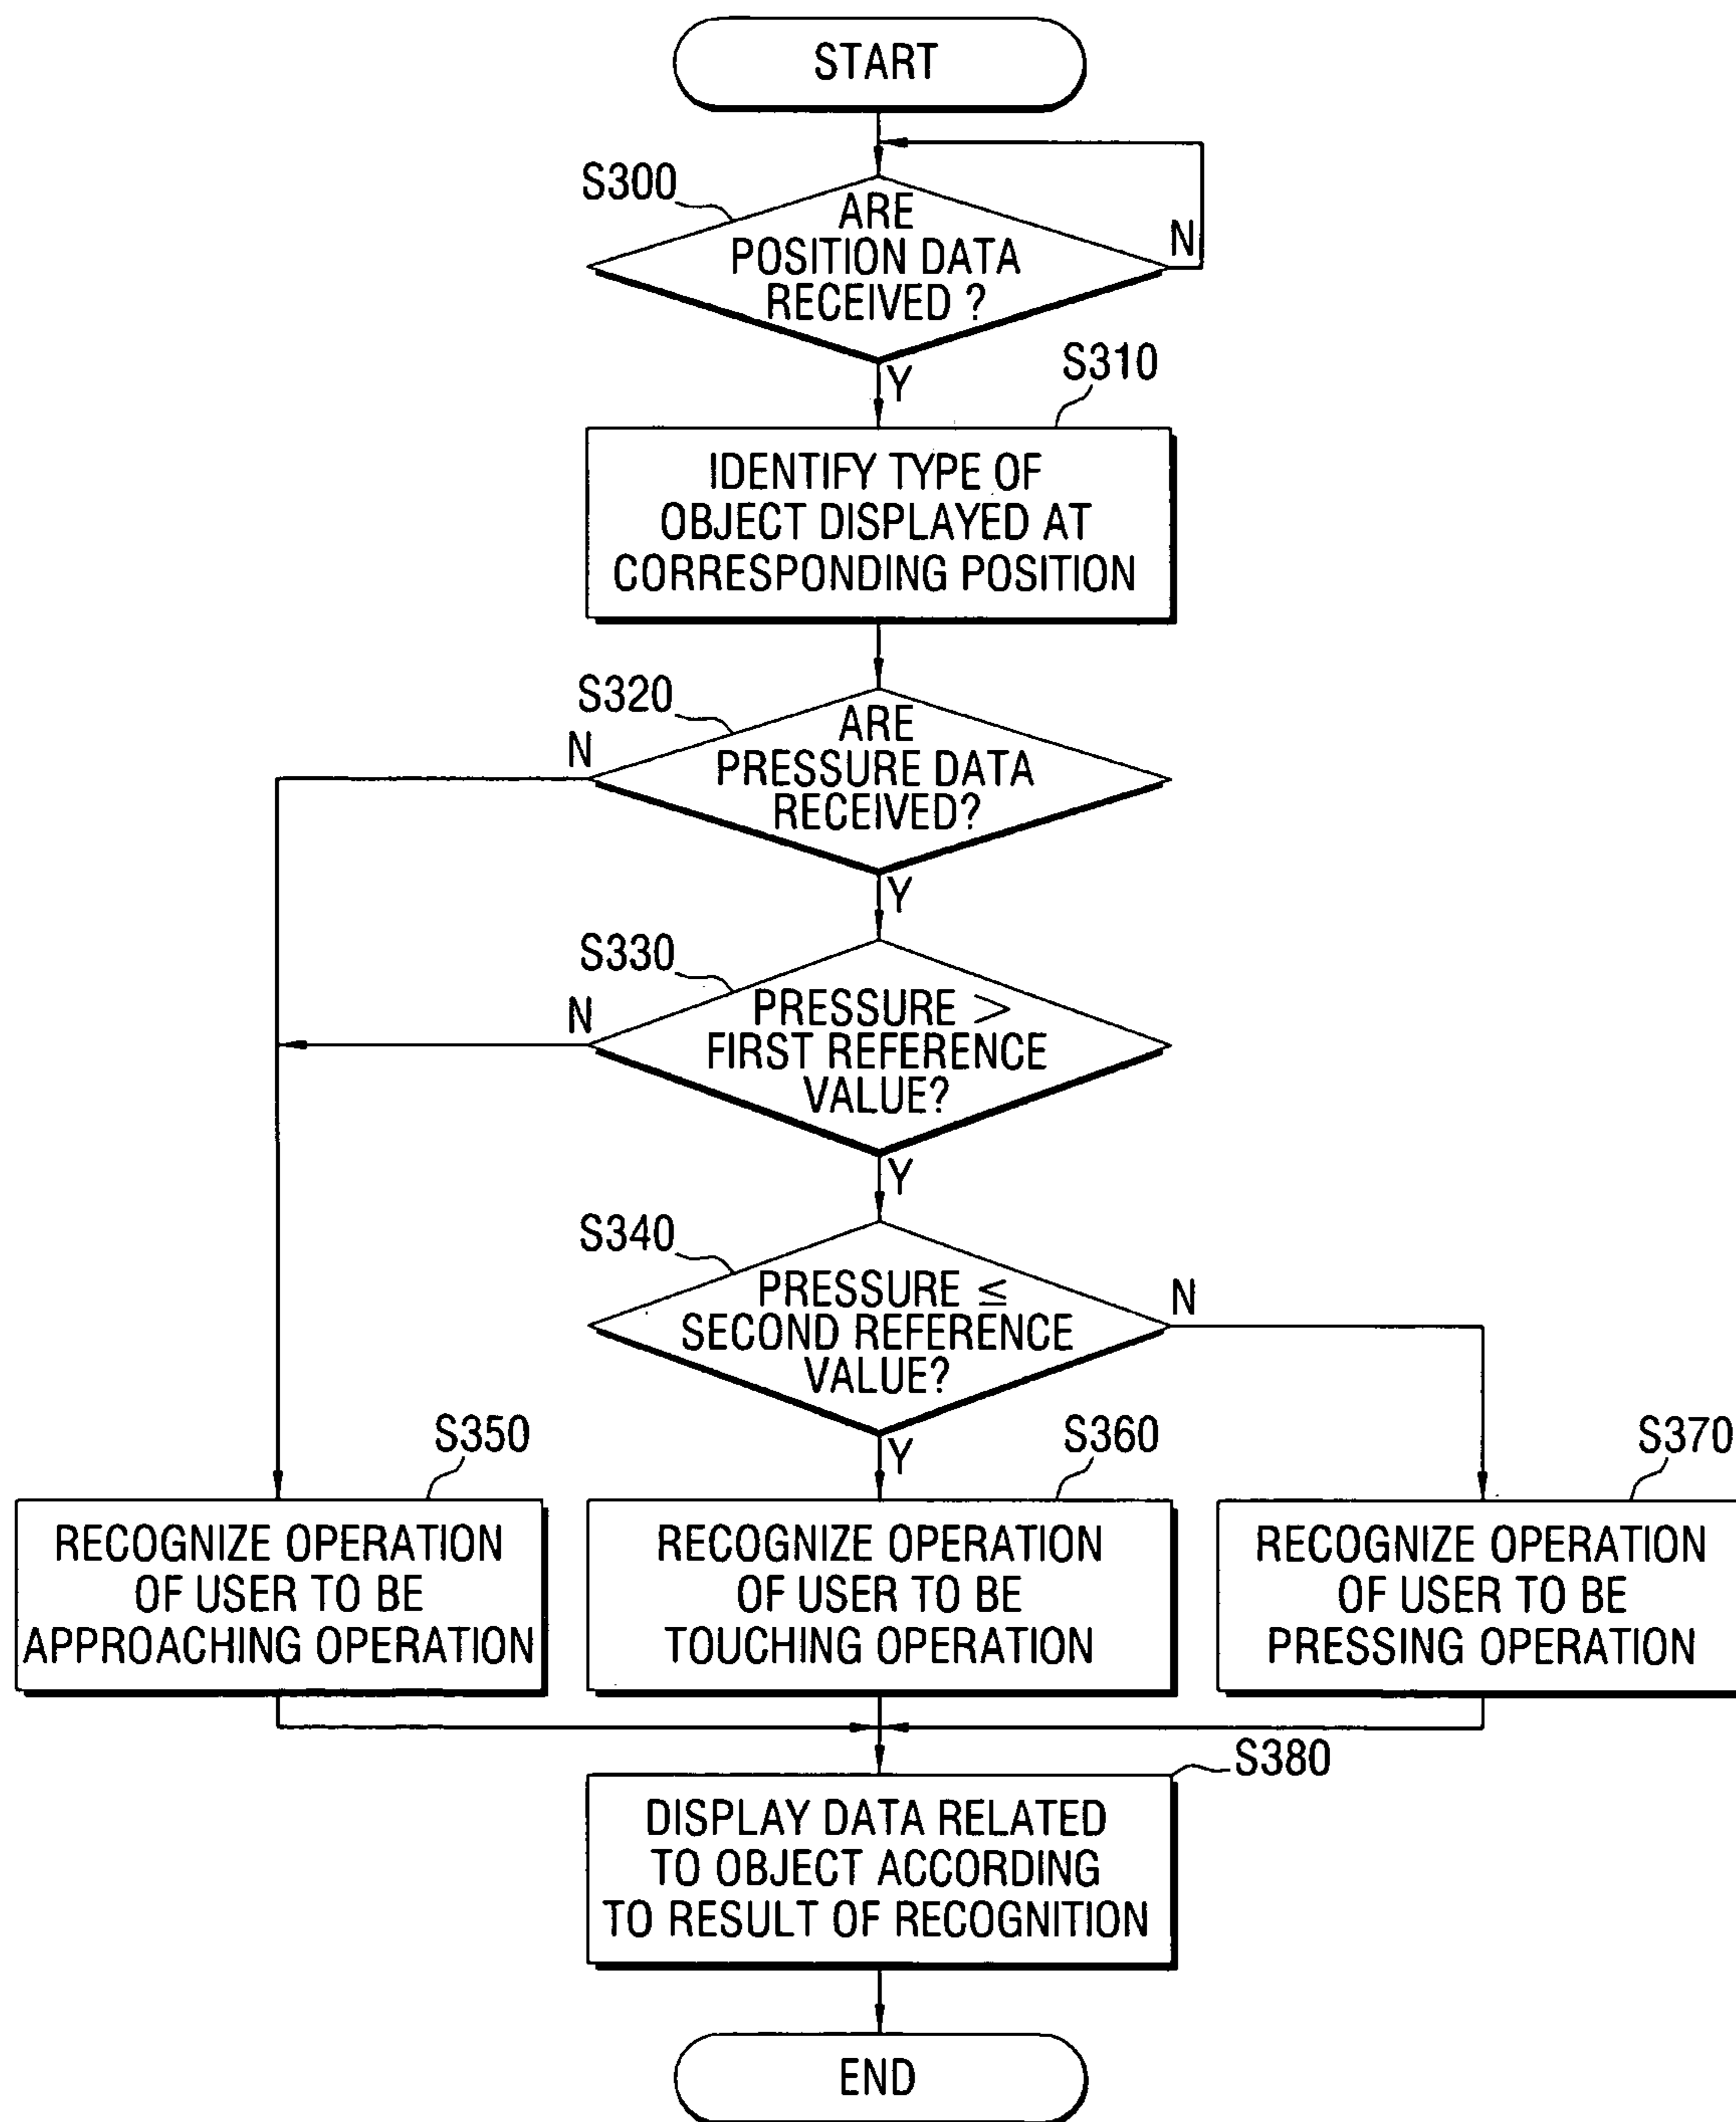 START
S300
ARE
POSITION DATA
RECEIVED ?
N
Y
S310
IDENTIFY TYPE OF
OBJECT DISPLAYED AT
CORRESPONDING POSITION
S320
N
ARE
PRESSURE DATA
RECEIVED?
Y
S330
N
PRESSURE >
FIRST REFERENCE
VALUE?
Y
S340
PRESSURE ≤
SECOND REFERENCE
VALUE?
N
Y
S350
RECOGNIZE OPERATION
OF USER TO BE
APPROACHING OPERATION
S360
RECOGNIZE OPERATION
OF USER TO BE
TOUCHING OPERATION
S370
RECOGNIZE OPERATION
OF USER TO BE
PRESSING OPERATION
S380
DISPLAY DATA RELATED
TO OBJECT ACCORDING
TO RESULT OF RECOGNITION
END